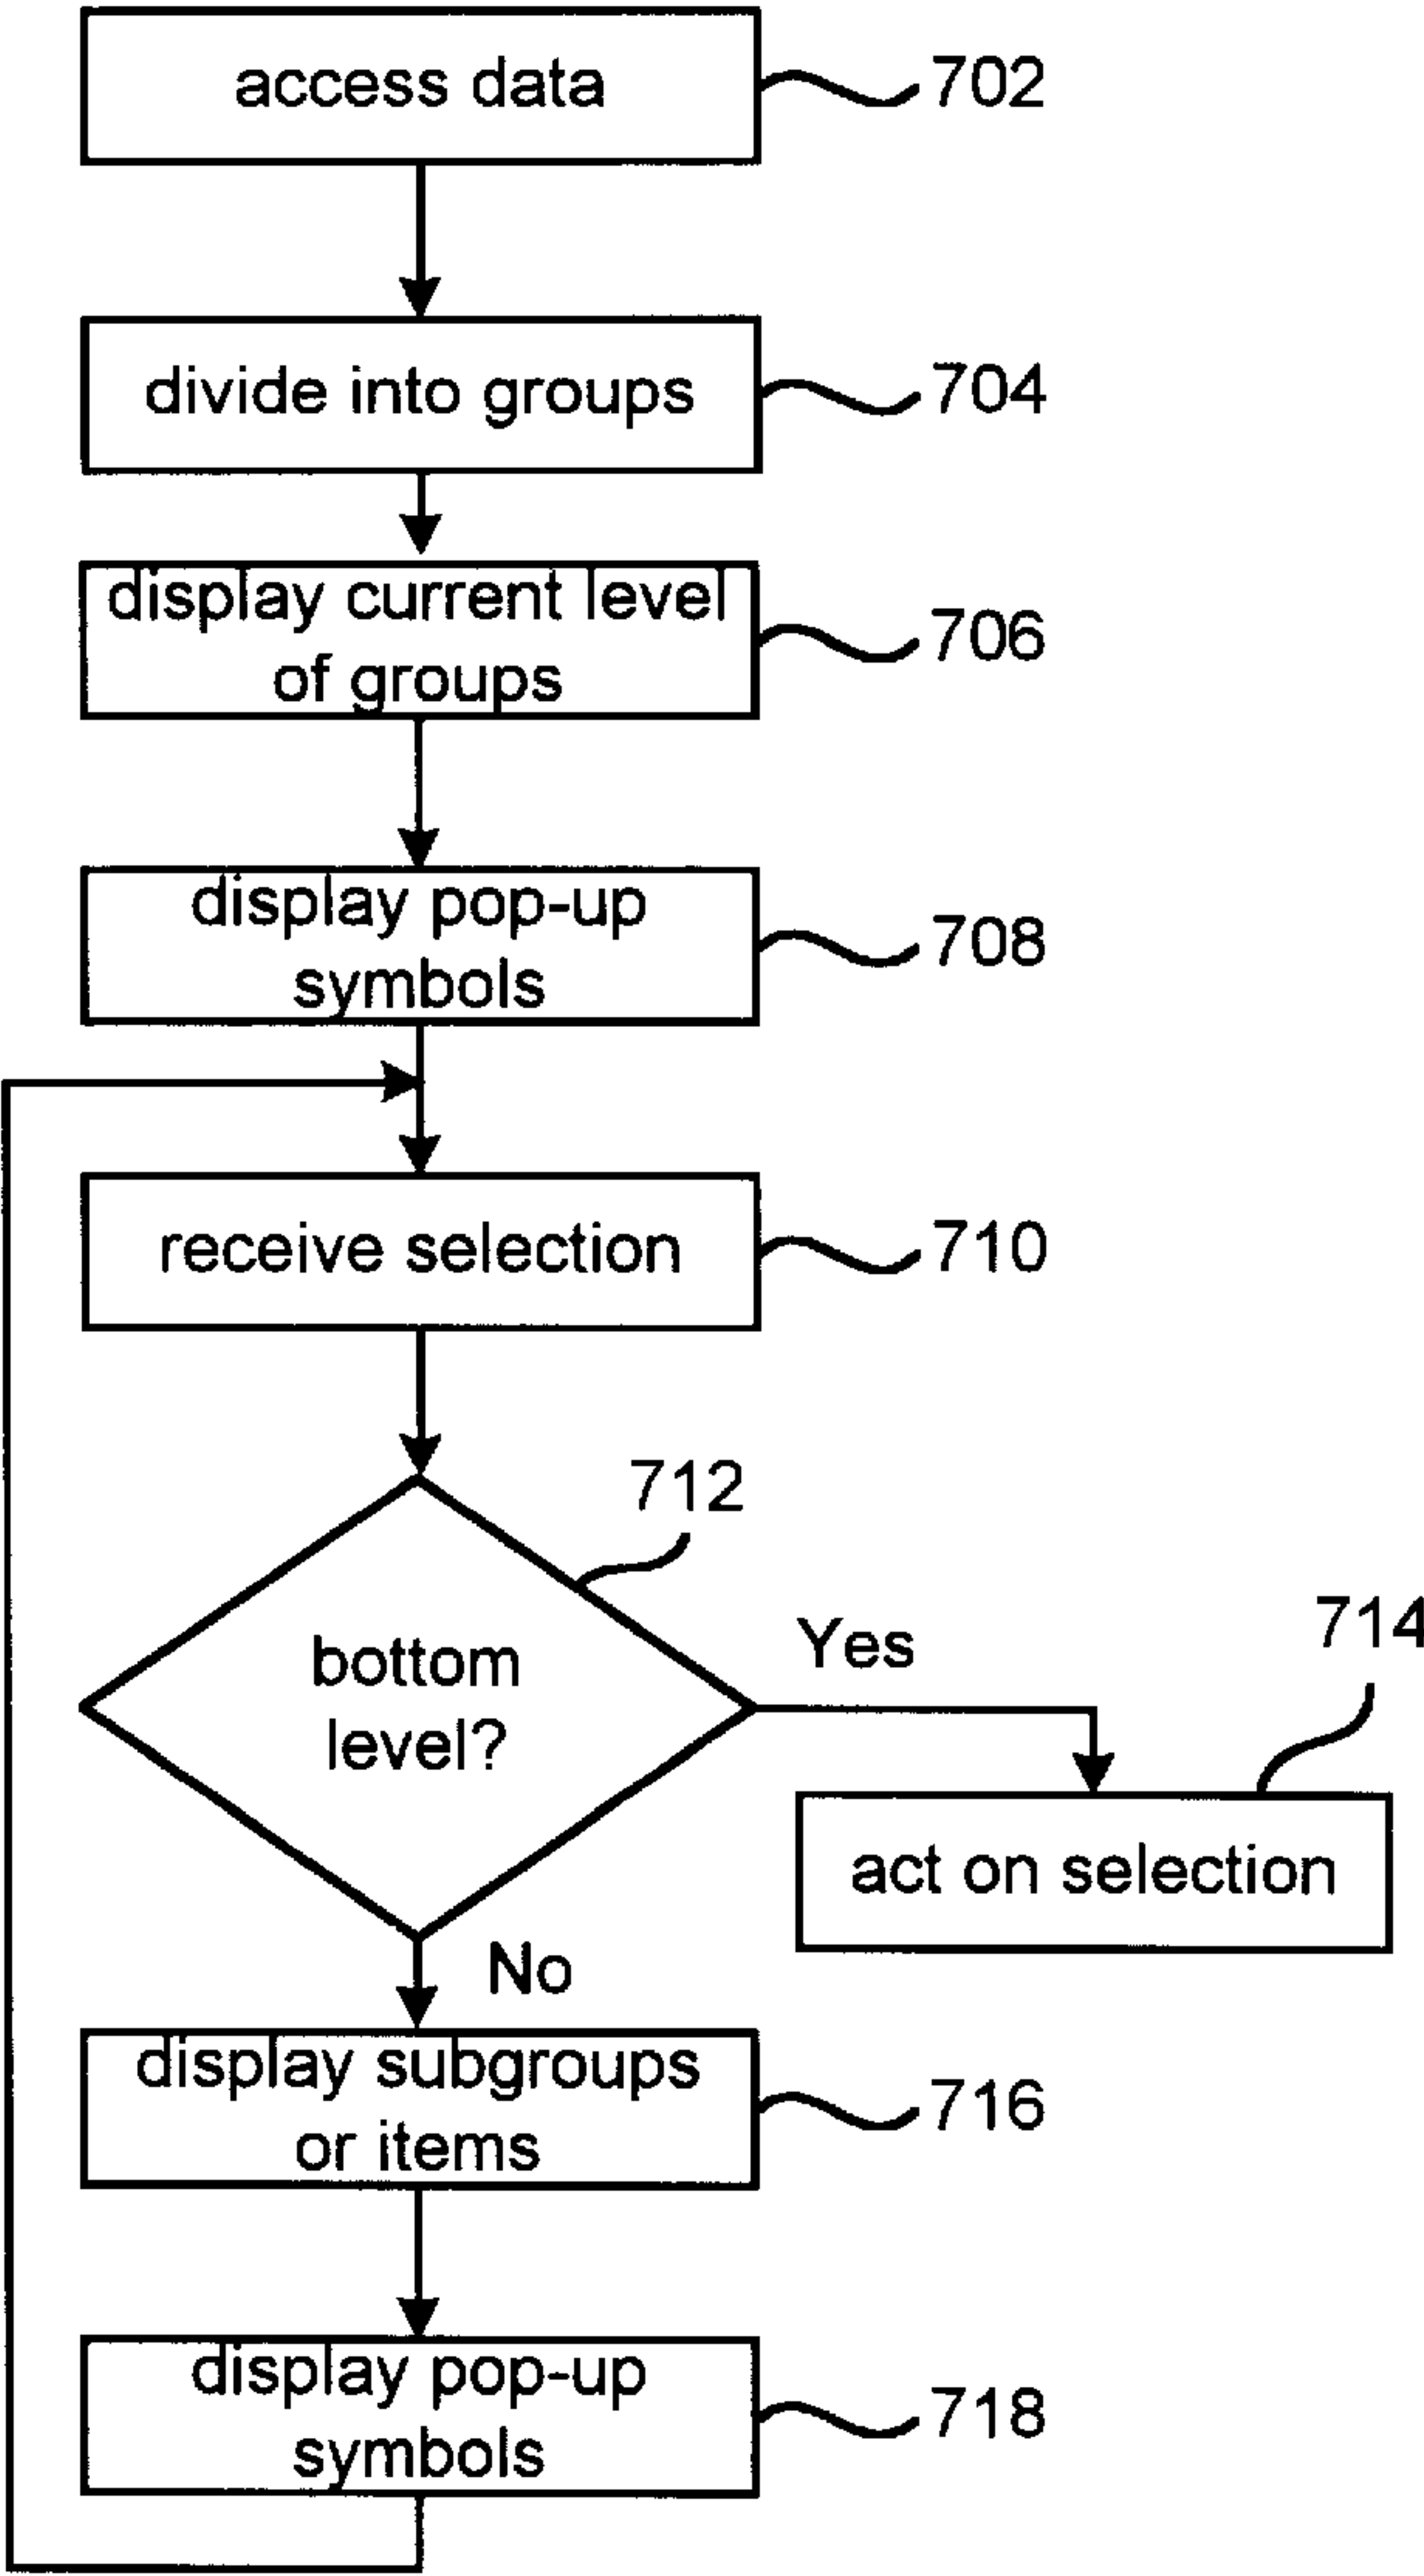 access data
702
divide into groups
704
display current level
of groups
706
display pop-up
symbols
708
receive selection
710
712
bottom
level?
Yes
714
act on selection
No
display subgroups
or items
716
display pop-up
symbols
718